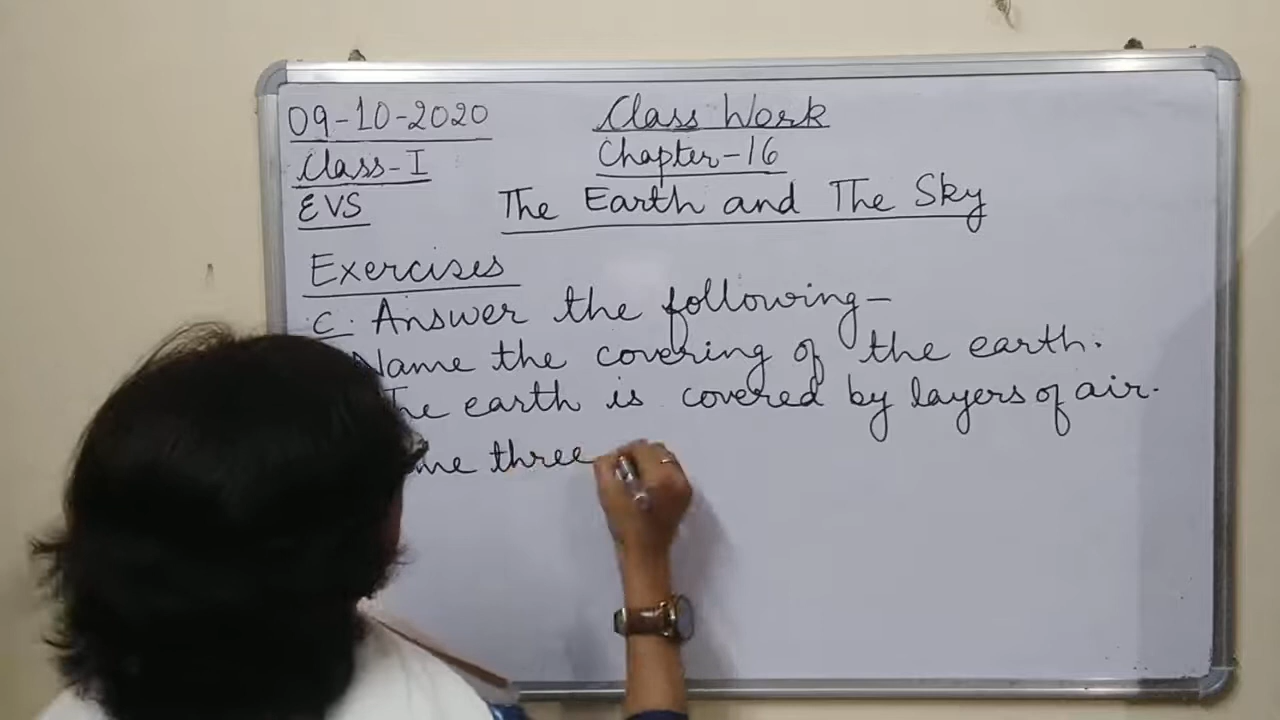 09-10-2020
Class Work
Class-I
Chapter-16
EVS
The Earth and The Sky
Exercises
C. Answer the following-
Name the covering of the earth.
The earth is covered by layers of air.
three